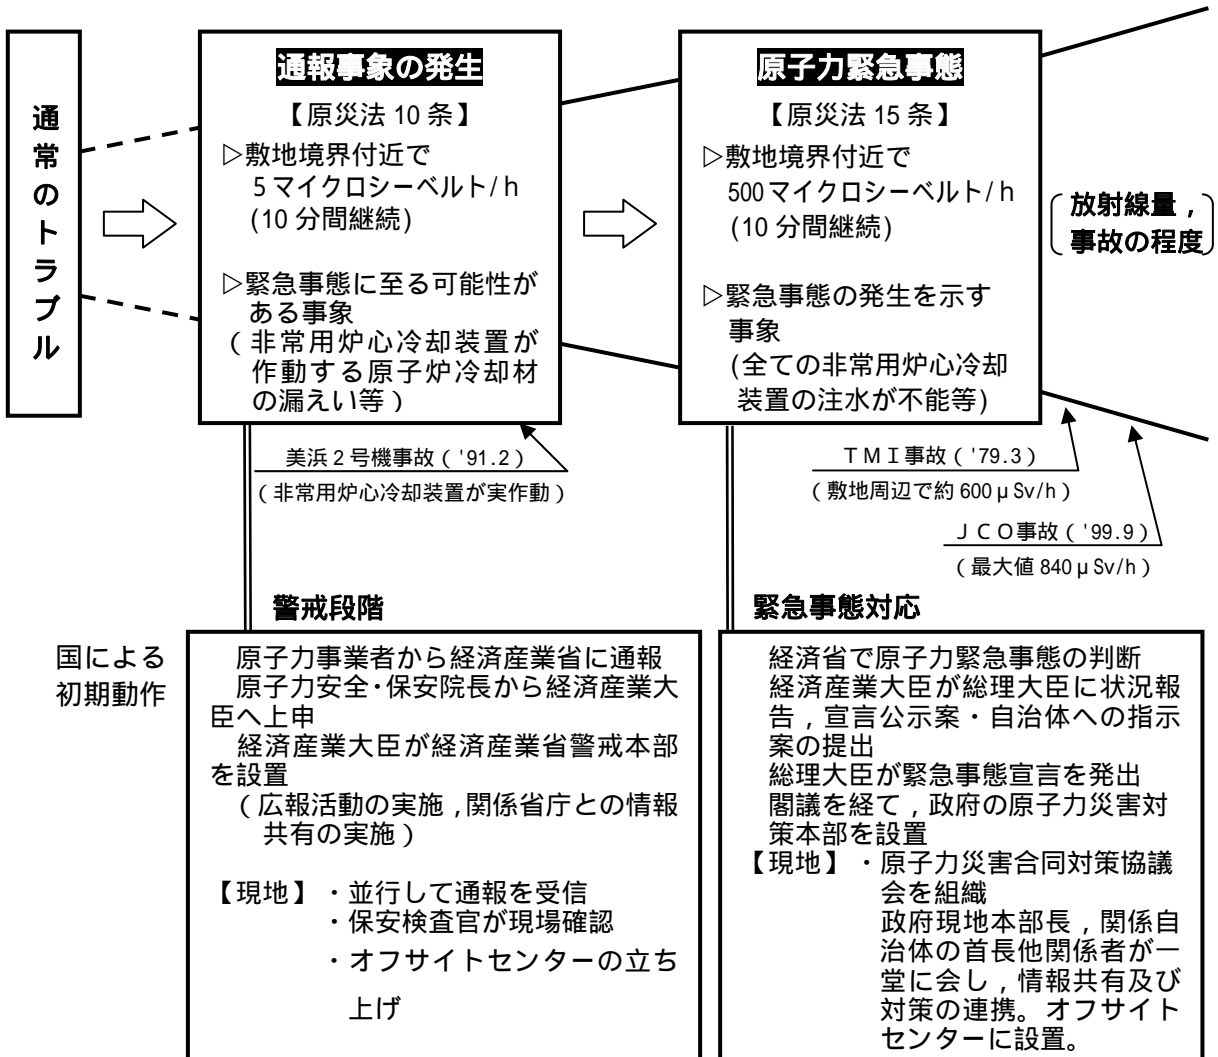 通常のトラブル
通報事象の発生
【原災法 10 条】
▷敷地境界付近で
5マイクロシーベルト/h
(10 分間継続)
▷緊急事態に至る可能性が
ある事象
(非常用炉心冷却装置が
作動する原子炉冷却材
の漏えい等)
原子力緊急事態
【原災法 15 条】
▷敷地境界付近で
500マイクロシーベルト/h
(10 分間継続)
▷緊急事態の発生を示す
事象
(全ての非常用炉心冷却
装置の注水が不能等)
放射線量,
事故の程度
美浜2号機事故('91.2)
(非常用炉心冷却装置が実作動)
TMI事故('79.3)
(敷地周辺で約 600μSv/h)
JCO事故('99.9)
(最大値 840μSv/h)
国による
初期動作
警戒段階
原子力事業者から経済産業省に通報
原子力安全・保安院長から経済産業大
臣へ上申
経済産業大臣が経済産業省警戒本部
を設置
(広報活動の実施,関係省庁との情報
共有の実施)
【現地】・並行して通報を受信
・保安検査官が現場確認
・オフサイトセンターの立ち
上げ
緊急事態対応
経済省で原子力緊急事態の判断
経済産業大臣が総理大臣に状況報
告,宣言公示案・自治体への指示
案の提出
総理大臣が緊急事態宣言を発出
閣議を経て,政府の原子力災害対
策本部を設置
【現地】・原子力災害合同対策協議
会を組織
政府現地本部長,関係自
治体の首長他関係者が一
堂に会し,情報共有及び
対策の連携。オフサイト
センターに設置。